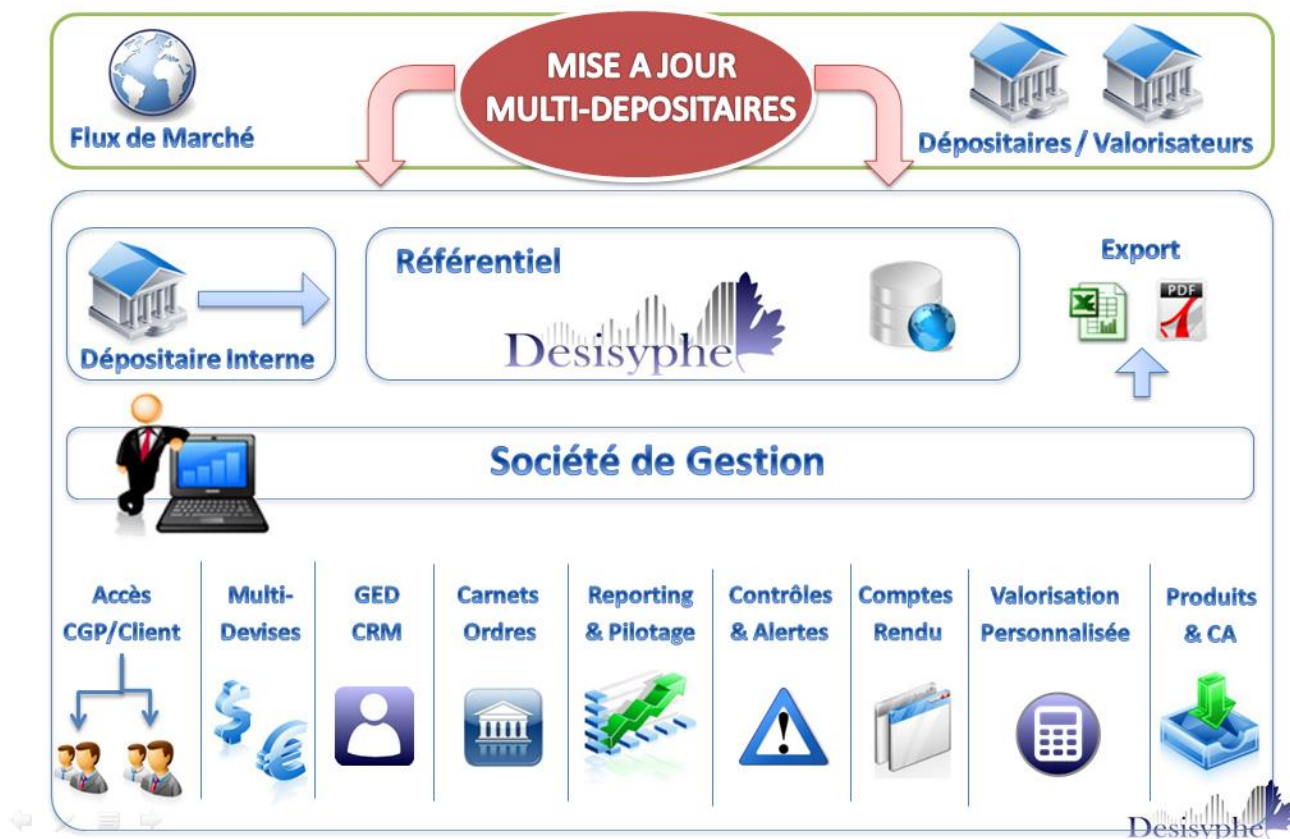 MISE A JOUR
MULTI-DEPOSITAIRES
Flux de Marché
Dépositaires / Valorisateurs
Référentiel
Export
PDF
Desisyphe
Dépositaire Interne
Société de Gestion
Accès
CGP/Client
Multi-
Devises
GED
CRM
Carnets
Ordres
Reporting
& Pilotage
Contrôles
& Alertes
Comptes
Rendu
Valorisation
Personnalisée
Produits
& CA
Desisyphe